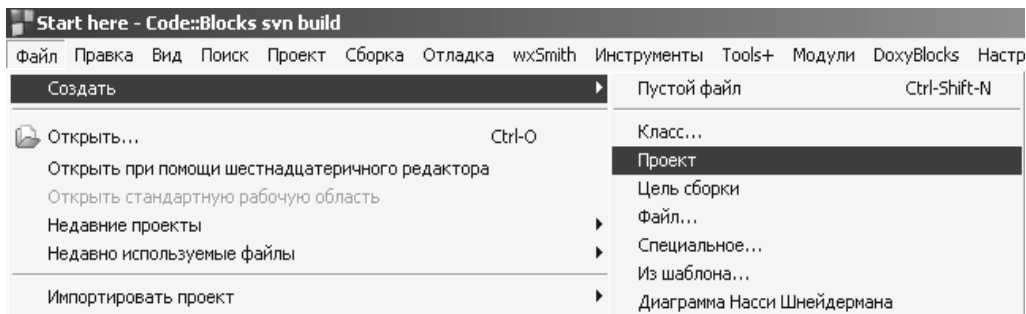 Start here - Code::Blocks svn build
Файл Правка Вид Поиск Проект Сборка Отладка wxSmith Инструменты Tools+ Модули DoxyBlocks Настр
Создать
Пустой файл Ctrl-Shift-N
Открыть... Ctrl-O
Класс...
Открыть при помощи шестнадцатеричного редактора
Проект
Открыть стандартную рабочую область
Цель сборки
Недавние проекты
Файл...
Недавно используемые файлы
Специальное...
Из шаблона...
Импортировать проект
Диаграмма Насси Шнейдермана